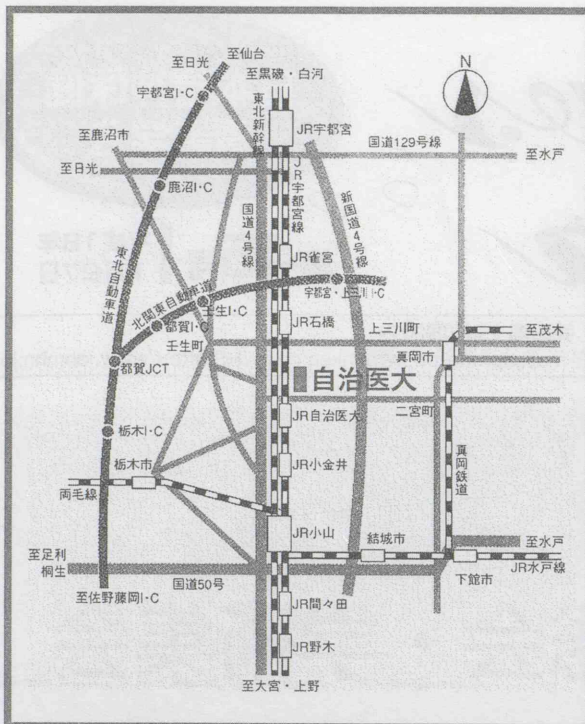 至仙台
至日光
至黒磯・白河
N
宇都宮I・C
東北新幹線
JR宇都宮
至鹿沼市
国道129号線
至水戸
至日光
JR宇都宮線
鹿沼I・C
国道4号線
新国道4号線
東北自動車道
JR雀宮
北関東自動車道
宇都宮・上三川I・C
壬生I・C
都賀I・C
JR石橋
上三川町
至茂木
壬生町
真岡市
都賀JCT
自治医大
二宮町
JR自治医大
栃木I・C
真岡鉄道
栃木市
JR小金井
両毛線
JR小山
結城市
至水戸
至足利
桐生
JR水戸線
国道50号
下館市
至佐野藤岡I・C
JR間々田
JR野木
至大宮・上野